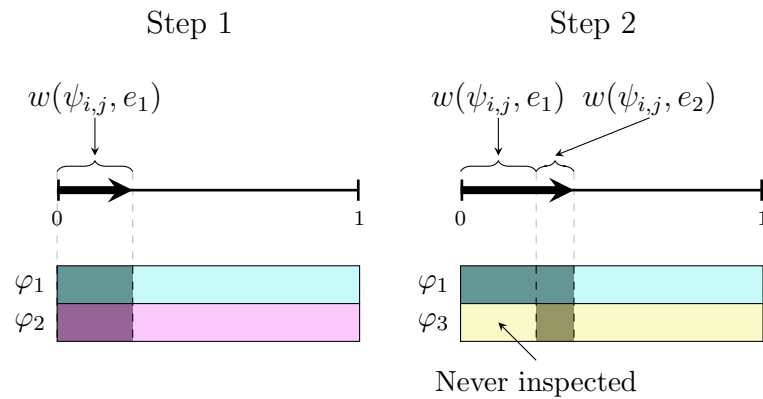 Step 1
Step 2
w(ψ_{i,j}, e_1)
w(ψ_{i,j}, e_1) w(ψ_{i,j}, e_2)
0 1
0 1
φ_1
φ_2
φ_1
φ_3
Never inspected